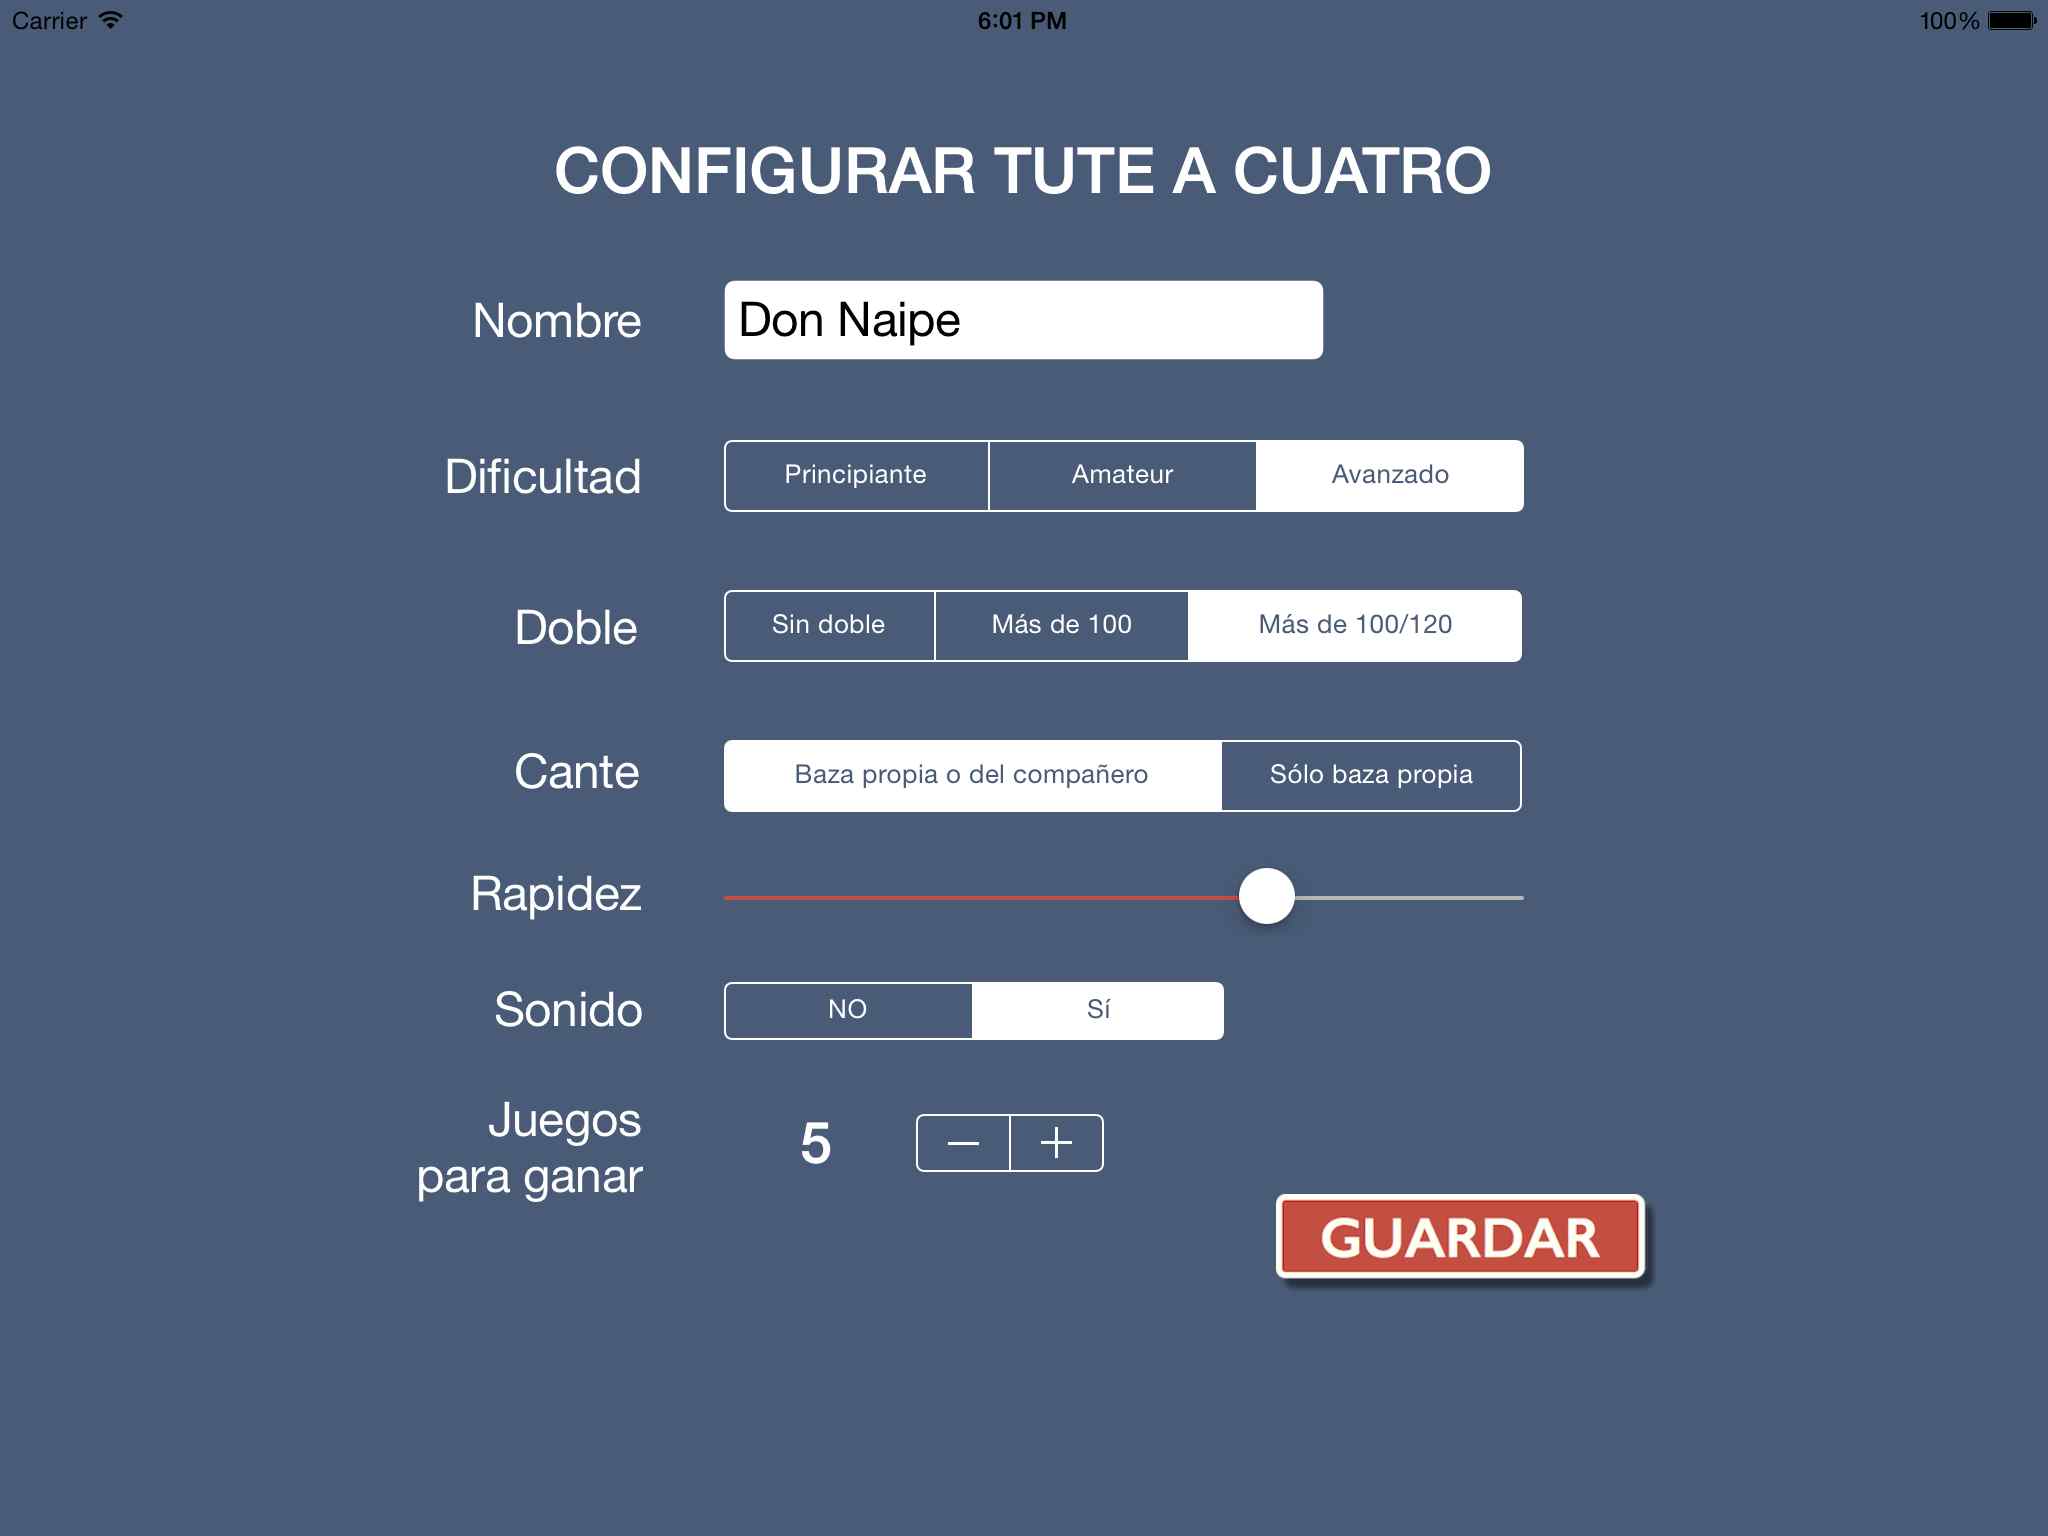 Carrier 6:01 PM 100%
CONFIGURAR TUTE A CUATRO
Nombre Don Naipe
Dificultad Principiante Amateur Avanzado
Doble Sin doble Más de 100 Más de 100/120
Cante Baza propia o del compañero Sólo baza propia
Rapidez
Sonido NO Sí
Juegos
para ganar
5 — +
GUARDAR